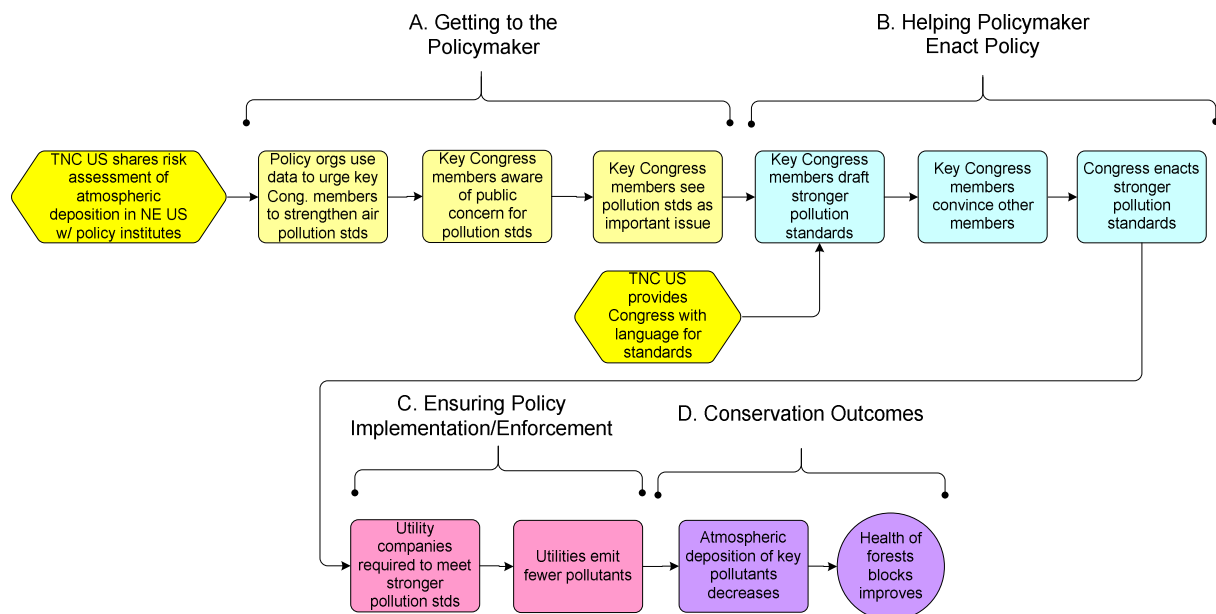 A. Getting to the
Policymaker
B. Helping Policymaker
Enact Policy
TNC US shares risk
assessment of
atmospheric
deposition in NE US
w/ policy institutes
Policy orgs use
data to urge key
Cong. members
to strengthen air
pollution stds
Key Congress
members aware
of public
concern for
pollution stds
Key Congress
members see
pollution stds as
important issue
Key Congress
members draft
stronger
pollution
standards
Key Congress
members
convince other
members
Congress enacts
stronger
pollution
standards
TNC US
provides
Congress with
language for
standards
C. Ensuring Policy
Implementation/Enforcement
D. Conservation Outcomes
Utility
companies
required to meet
stronger
pollution stds
Utilities emit
fewer pollutants
Atmospheric
deposition of key
pollutants
decreases
Health of
forests
blocks
improves